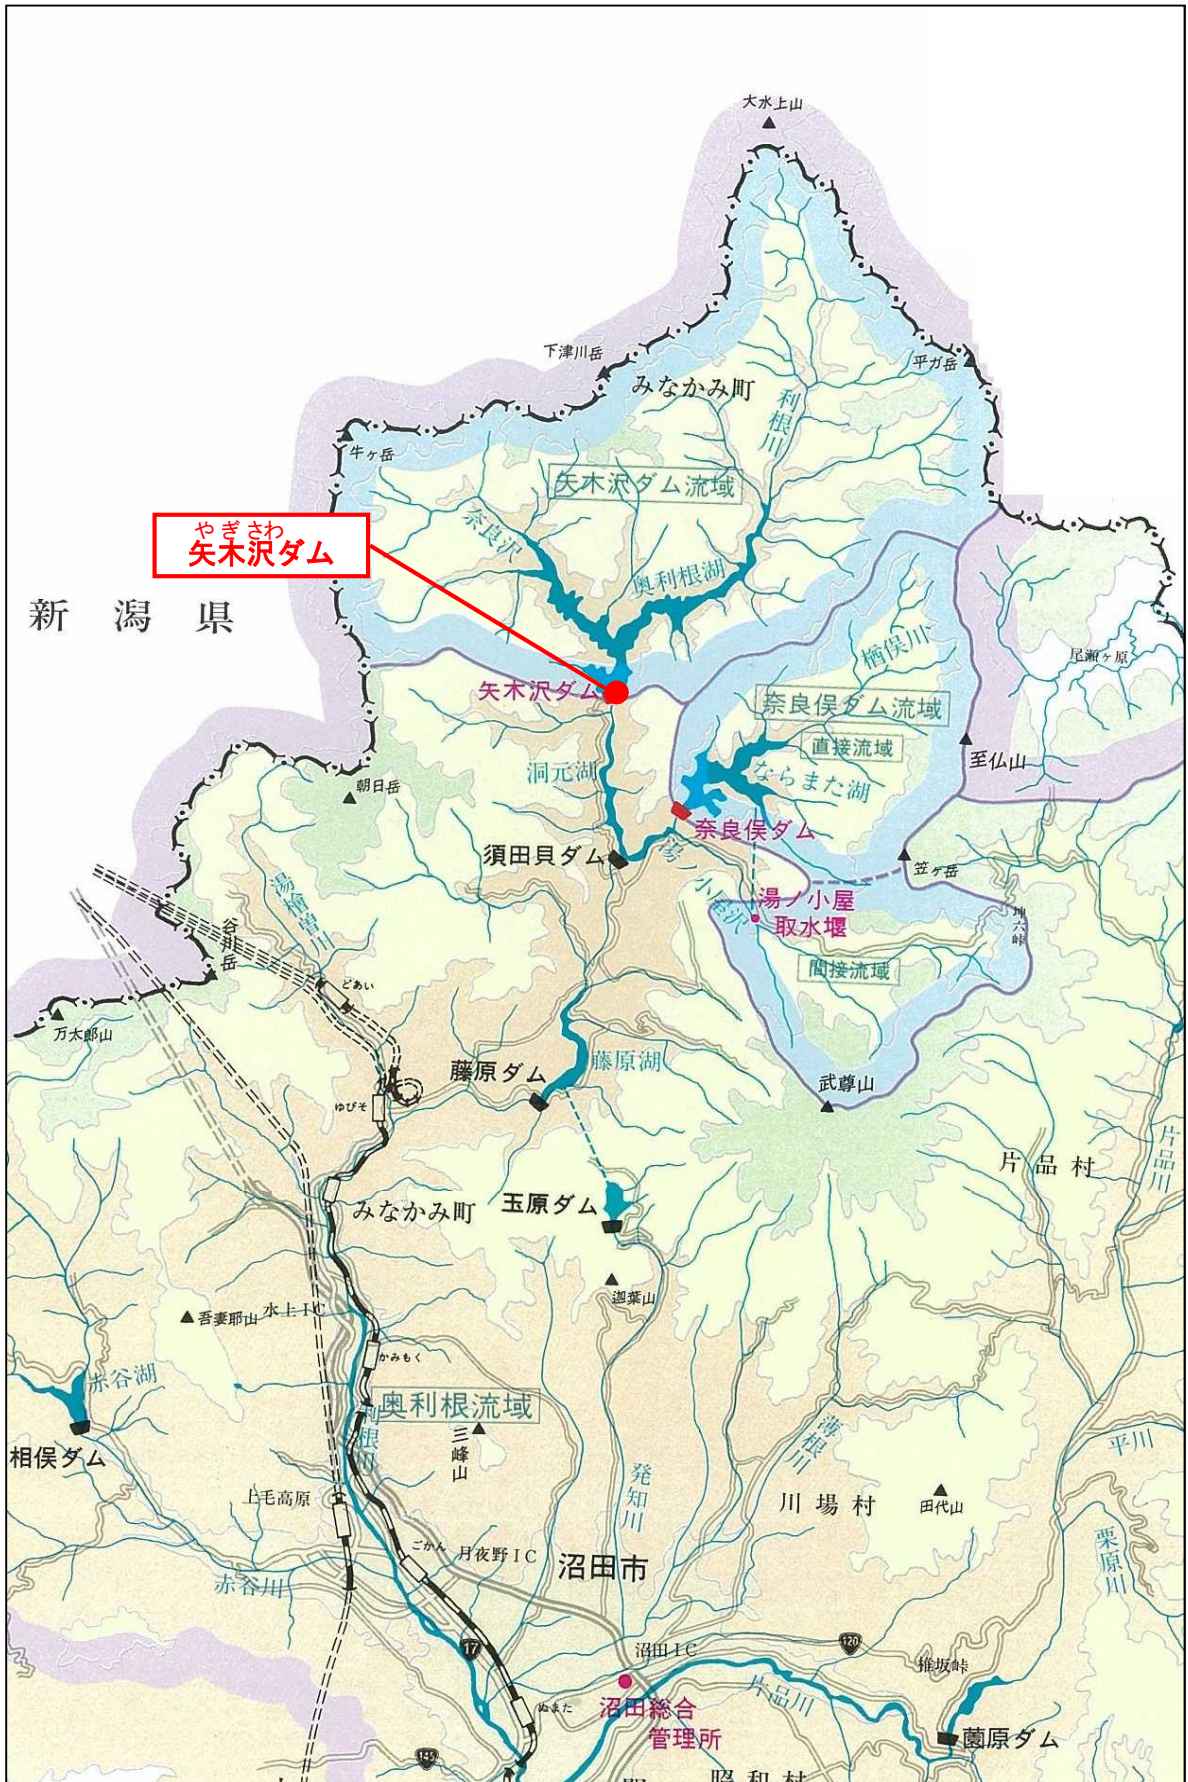 大水上山
下津川岳
平ガ岳
みなかみ町
利根川
牛ヶ岳
矢木沢ダム流域
奈良沢
やぎさわ
矢木沢ダム
奥利根湖
新潟県
楢俣川
尾瀬ヶ原
矢木沢ダム
奈良俣ダム流域
直接流域
至仏山
洞元湖
ならまた湖
朝日岳
奈良俣ダム
須田貝ダム
湯ノ小屋沢
笠ヶ岳
湯檜曽川
湯ノ小屋
取水堰
坤六峠
谷川岳
間接流域
どあい
万太郎山
藤原ダム
藤原湖
武尊山
ゆびそ
片品村
片品川
みなかみ町
玉原ダム
迦葉山
吾妻耶山
水上IC
かみもく
赤谷湖
奥利根流域
利根川
三峰山
薄根川
平川
相俣ダム
発知川
上毛高原
川場村
田代山
栗原川
ごかん
月夜野IC
沼田市
赤谷川
17
沼田IC
120
椎坂峠
片品川
沼田総合
管理所
ぬまた
薗原ダム
145
昭和村